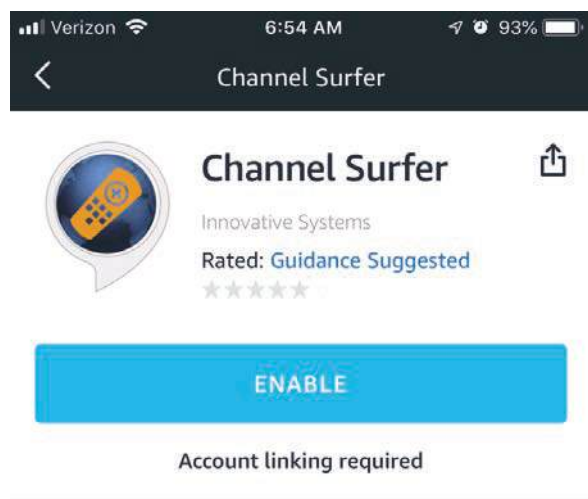 Verizon 6:54 AM 93%
Channel Surfer
Channel Surfer
Innovative Systems
Rated: Guidance Suggested
ENABLE
Account linking required